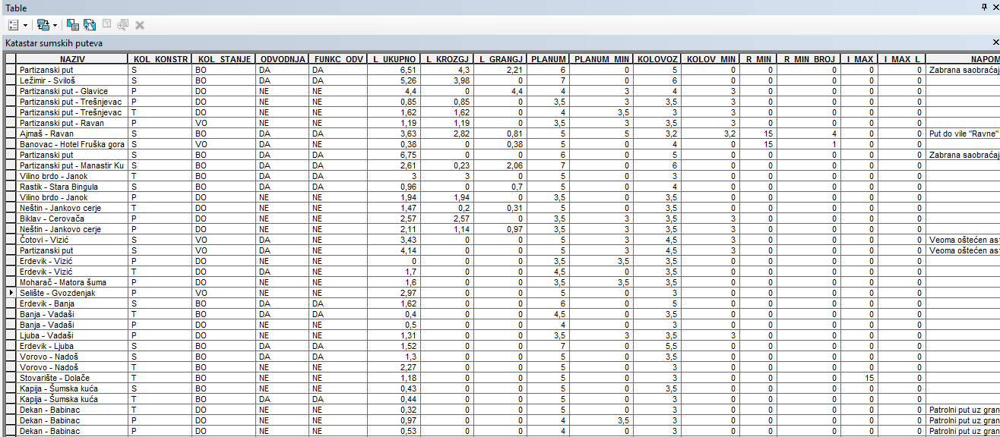 Table
Katastar sumskih puteva
NAZIV KOL_KONSTR KOL_STANJE ODVODNJA FUNKC_ODV L_UKUPNO L_KROZGJ L_GRANGJ PLANUM PLANUM_MIN KOLOVOZ KOLOV_MIN R_MIN R_MIN_BROJ I_MAX I_MAX_L NAPOM
Partizanski put S BO DA DA 6,51 4,3 2,21 6 0 5 0 0 0 0 0 Zabrana saobraćaj
Ležimir - Sviloš S BO DA DA 5,26 3,98 0 7 0 6 0 0 0 0 0
Partizanski put - Glavice P DO NE NE 4,4 0 4,4 4 3 4 3 0 0 0 0
Partizanski put - Trešnjevac P DO NE NE 0,85 0,85 0 3,5 3 3,5 3 0 0 0 0
Partizanski put - Trešnjevac T DO NE NE 1,62 1,62 0 4 3,5 3 3 0 0 0 0
Partizanski put - Ravan P VO NE NE 1,19 1,19 0 3,5 3 3,5 3 0 0 0 0
Ajmaš - Ravan S BO DA DA 3,63 2,82 0,81 5 5 3,2 3,2 15 4 0 0 Put do vile "Ravne"
Banovac - Hotel Fruška gora S VO DA NE 0,38 0 0,38 5 0 4 0 15 1 0 0
Partizanski put S BO DA DA 6,75 0 0 6 0 5 0 0 0 0 0 Zabrana saobraćaj
Partizanski put - Manastir Ku S BO DA DA 2,61 0,23 2,06 7 0 6 0 0 0 0 0
Vilino brdo - Janok T BO DA DA 3 3 0 5 0 3 0 0 0 0 0
Rastik - Stara Bingula S BO DA DA 0,96 0 0,7 5 0 4 0 0 0 0 0
Vilino brdo - Janok P DO NE NE 1,94 1,94 0 3,5 0 3,5 0 0 0 0 0
Neštin - Jankovo cerje T DO NE NE 1,47 0,2 0,31 5 0 3,5 0 0 0 0 0
Biklav - Cerovača P DO NE NE 2,57 2,57 0 3,5 3 3,5 3 0 0 0 0
Neštin - Jankovo cerje P DO NE NE 2,11 1,14 0,97 3,5 3 3,5 3 0 0 0 0
Čotovi - Vizić S VO DA NE 3,43 0 0 5 3 4,5 3 0 0 0 0 Veoma oštećen as
Partizanski put S VO DA NE 4,14 0 0 5 3 4,5 3 0 0 0 0 Veoma oštećen as
Erdevik - Vizić P DO NE NE 0 0 0 3,5 3,5 3,5 0 0 0 0 0
Erdevik - Vizić T DO DA NE 1,7 0 0 4,5 0 3,5 0 0 0 0 0
Moharač - Matora šuma P DO NE NE 1,6 0 0 3,5 3,5 3,5 0 0 0 0 0
Selište - Gvozdenjak P VO NE NE 2,97 0 0 5 0 3 0 0 0 0 0
Erdevik - Banja S BO DA DA 1,62 0 0 6 0 5 0 0 0 0 0
Banja - Vadaši T BO DA DA 0,4 0 0 4,5 0 3,5 0 0 0 0 0
Banja - Vadaši P DO NE NE 0,5 0 0 4 0 3 0 0 0 0 0
Ljuba - Vadaši P DO NE NE 1,31 0 0 3,5 3 3,5 3 0 0 0 0
Erdevik - Ljuba S BO DA DA 1,52 0 0 7 0 5,5 0 0 0 0 0
Vorovo - Nadoš S BO DA DA 1,3 0 0 5 0 3,5 0 0 0 0 0
Vorovo - Nadoš T BO NE NE 2,27 0 0 5 0 3 0 0 0 0 0
Stovarište - Dolače T BO NE NE 1,18 0 0 5 0 3 0 0 0 15 0
Kapija - Šumska kuća S BO NE NE 0,43 0 0 5 0 3,5 0 0 0 0 0
Kapija - Šumska kuća T BO DA DA 0,44 0 0 5 0 3 0 0 0 0 0
Dekan - Babinac T DO NE NE 0,32 0 0 5 0 3 0 0 0 0 0 Patrolni put uz gran
Dekan - Babinac P DO NE NE 0,97 0 0 4 3,5 3 0 0 0 0 0 Patrolni put uz gran
Dekan - Babinac P DO NE NE 0,53 0 0 4 0 3 0 0 0 0 0 Patrolni put uz gran